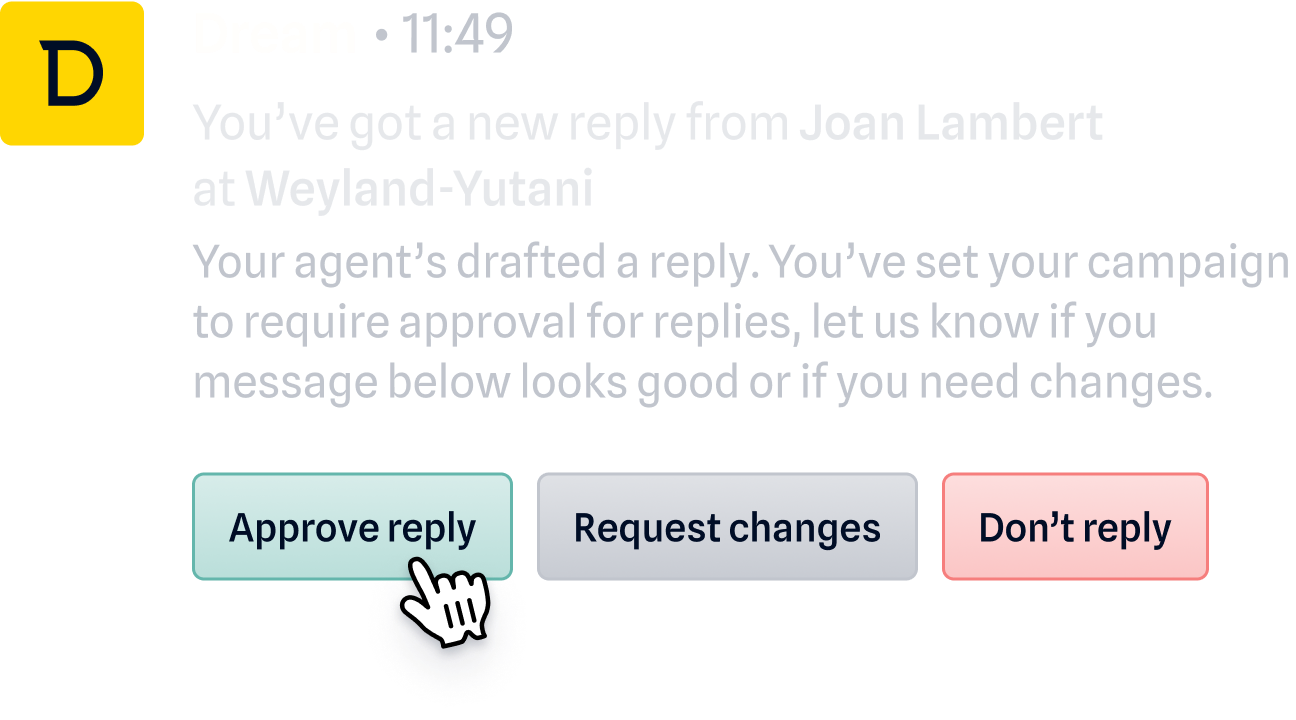 D
Dream • 11:49
You’ve got a new reply from Joan Lambert
at Weyland-Yutani
Your agent’s drafted a reply. You’ve set your campaign
to require approval for replies, let us know if you
message below looks good or if you need changes.
Approve reply
Request changes
Don’t reply